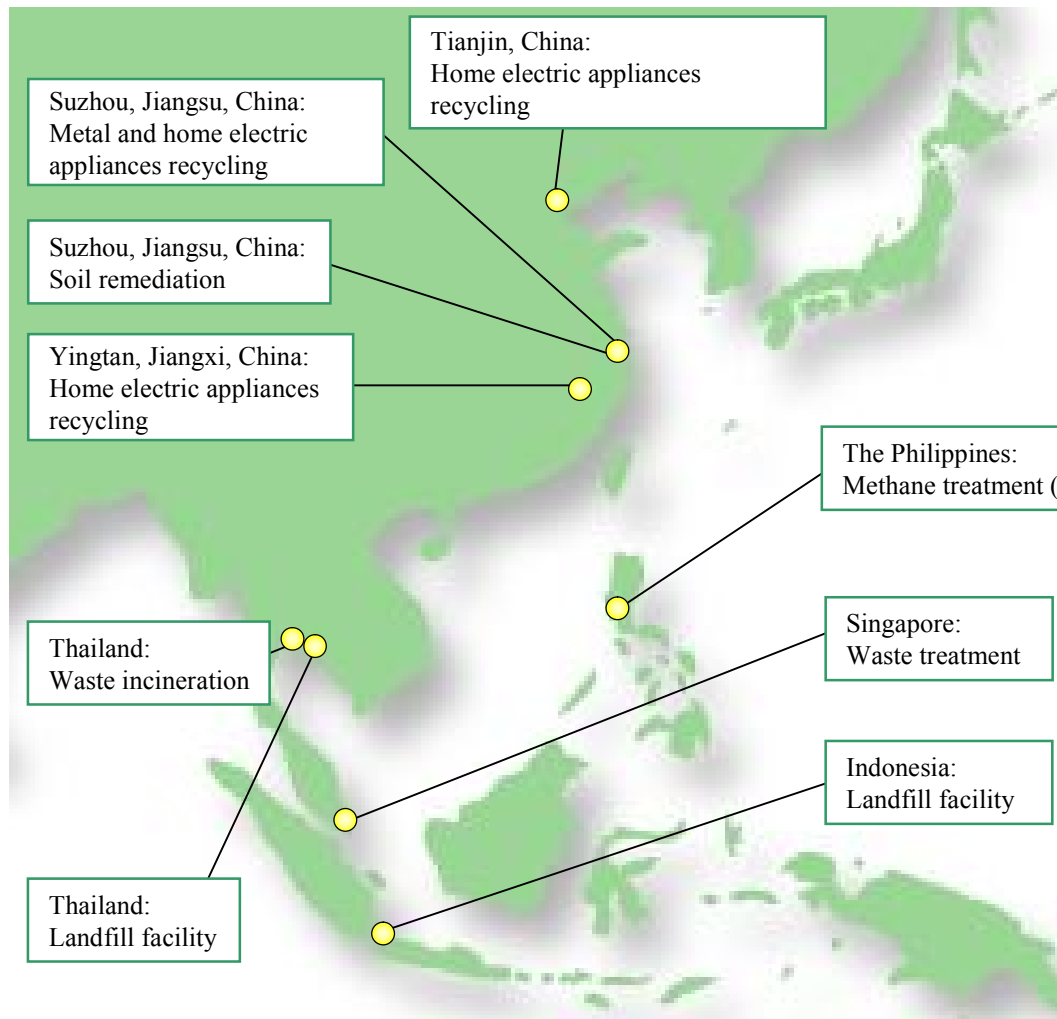 Tianjin, China:
Home electric appliances
recycling
Suzhou, Jiangsu, China:
Metal and home electric
appliances recycling
Suzhou, Jiangsu, China:
Soil remediation
Yingtan, Jiangxi, China:
Home electric appliances
recycling
The Philippines:
Methane treatment (
Singapore:
Waste treatment
Thailand:
Waste incineration
Indonesia:
Landfill facility
Thailand:
Landfill facility